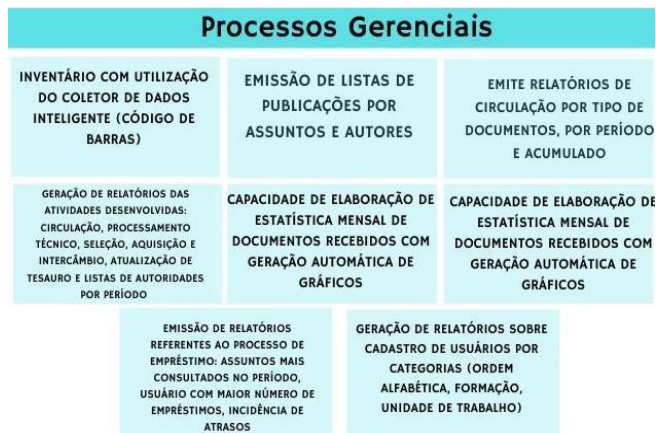 Processos Gerenciais
INVENTÁRIO COM UTILIZAÇÃO
DO COLETOR DE DADOS
INTELIGENTE (CÓDIGO DE
BARRAS)
EMISSÃO DE LISTAS DE
PUBLICAÇÕES POR
ASSUNTOS E AUTORES
EMITE RELATÓRIOS DE
CIRCULAÇÃO POR TIPO DE
DOCUMENTOS, POR PERÍODO
E ACUMULADO
GERAÇÃO DE RELATÓRIOS DAS
ATIVIDADES DESENVOLVIDAS:
CIRCULAÇÃO, PROCESSAMENTO
TÉCNICO, SELEÇÃO, AQUISIÇÃO E
INTERCÂMBIO, ATUALIZAÇÃO DE
TESAURO E LISTAS DE AUTORIDADES
POR PERÍODO
CAPACIDADE DE ELABORAÇÃO DE
ESTATÍSTICA MENSAL DE
DOCUMENTOS RECEBIDOS COM
GERAÇÃO AUTOMÁTICA DE
GRÁFICOS
CAPACIDADE DE ELABORAÇÃO DE
ESTATÍSTICA MENSAL DE
DOCUMENTOS RECEBIDOS COM
GERAÇÃO AUTOMÁTICA DE
GRÁFICOS
EMISSÃO DE RELATÓRIOS
REFERENTES AO PROCESSO DE
EMPRÉSTIMO: ASSUNTOS MAIS
CONSULTADOS NO PERÍODO,
USUÁRIO COM MAIOR NÚMERO DE
EMPRÉSTIMOS, INCIDÊNCIA DE
ATRASOS
GERAÇÃO DE RELATÓRIOS SOBRE
CADASTRO DE USUÁRIOS POR
CATEGORIAS (ORDEM
ALFABÉTICA, FORMAÇÃO,
UNIDADE DE TRABALHO)